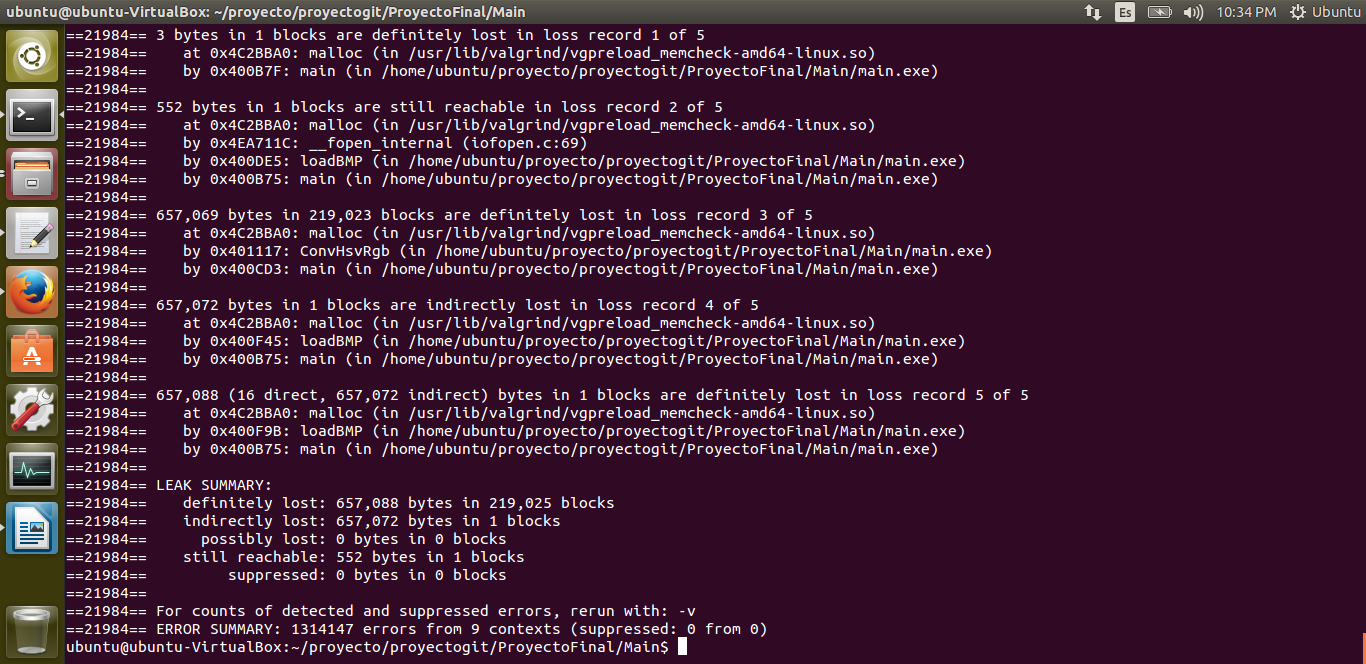 ubuntu@ubuntu-VirtualBox: ~/proyecto/proyectogit/ProyectoFinal/Main
Es
10:34 PM
Ubuntu
==21984== 3 bytes in 1 blocks are definitely lost in loss record 1 of 5
==21984==    at 0x4C2BBA0: malloc (in /usr/lib/valgrind/vgpreload_memcheck-amd64-linux.so)
==21984==    by 0x400B7F: main (in /home/ubuntu/proyecto/proyectogit/ProyectoFinal/Main/main.exe)
==21984==
==21984== 552 bytes in 1 blocks are still reachable in loss record 2 of 5
==21984==    at 0x4C2BBA0: malloc (in /usr/lib/valgrind/vgpreload_memcheck-amd64-linux.so)
==21984==    by 0x4EA711C: __fopen_internal (iofopen.c:69)
==21984==    by 0x400DE5: loadBMP (in /home/ubuntu/proyecto/proyectogit/ProyectoFinal/Main/main.exe)
==21984==    by 0x400B75: main (in /home/ubuntu/proyecto/proyectogit/ProyectoFinal/Main/main.exe)
==21984==
==21984== 657,069 bytes in 219,023 blocks are definitely lost in loss record 3 of 5
==21984==    at 0x4C2BBA0: malloc (in /usr/lib/valgrind/vgpreload_memcheck-amd64-linux.so)
==21984==    by 0x401117: ConvHsvRgb (in /home/ubuntu/proyecto/proyectogit/ProyectoFinal/Main/main.exe)
==21984==    by 0x400CD3: main (in /home/ubuntu/proyecto/proyectogit/ProyectoFinal/Main/main.exe)
==21984==
==21984== 657,072 bytes in 1 blocks are indirectly lost in loss record 4 of 5
==21984==    at 0x4C2BBA0: malloc (in /usr/lib/valgrind/vgpreload_memcheck-amd64-linux.so)
==21984==    by 0x400F45: loadBMP (in /home/ubuntu/proyecto/proyectogit/ProyectoFinal/Main/main.exe)
==21984==    by 0x400B75: main (in /home/ubuntu/proyecto/proyectogit/ProyectoFinal/Main/main.exe)
==21984==
==21984== 657,088 (16 direct, 657,072 indirect) bytes in 1 blocks are definitely lost in loss record 5 of 5
==21984==    at 0x4C2BBA0: malloc (in /usr/lib/valgrind/vgpreload_memcheck-amd64-linux.so)
==21984==    by 0x400F9B: loadBMP (in /home/ubuntu/proyecto/proyectogit/ProyectoFinal/Main/main.exe)
==21984==    by 0x400B75: main (in /home/ubuntu/proyecto/proyectogit/ProyectoFinal/Main/main.exe)
==21984==
==21984== LEAK SUMMARY:
==21984==    definitely lost: 657,088 bytes in 219,025 blocks
==21984==    indirectly lost: 657,072 bytes in 1 blocks
==21984==      possibly lost: 0 bytes in 0 blocks
==21984==    still reachable: 552 bytes in 1 blocks
==21984==         suppressed: 0 bytes in 0 blocks
==21984==
==21984== For counts of detected and suppressed errors, rerun with: -v
==21984== ERROR SUMMARY: 1314147 errors from 9 contexts (suppressed: 0 from 0)
ubuntu@ubuntu-VirtualBox:~/proyecto/proyectogit/ProyectoFinal/Main$